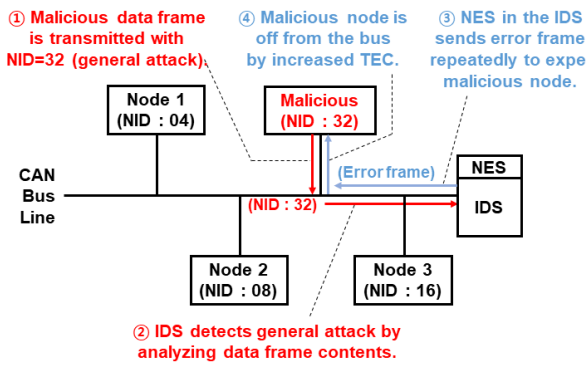 ① Malicious data frame
is transmitted with
NID=32 (general attack).
④ Malicious node is
off from the bus
by increased TEC.
③ NES in the IDS
sends error frame
repeatedly to expe
malicious node.
Node 1
(NID : 04)
Malicious
(NID : 32)
CAN
Bus
Line
(Error frame)
NES
IDS
(NID : 32)
Node 2
(NID : 08)
Node 3
(NID : 16)
② IDS detects general attack by
analyzing data frame contents.